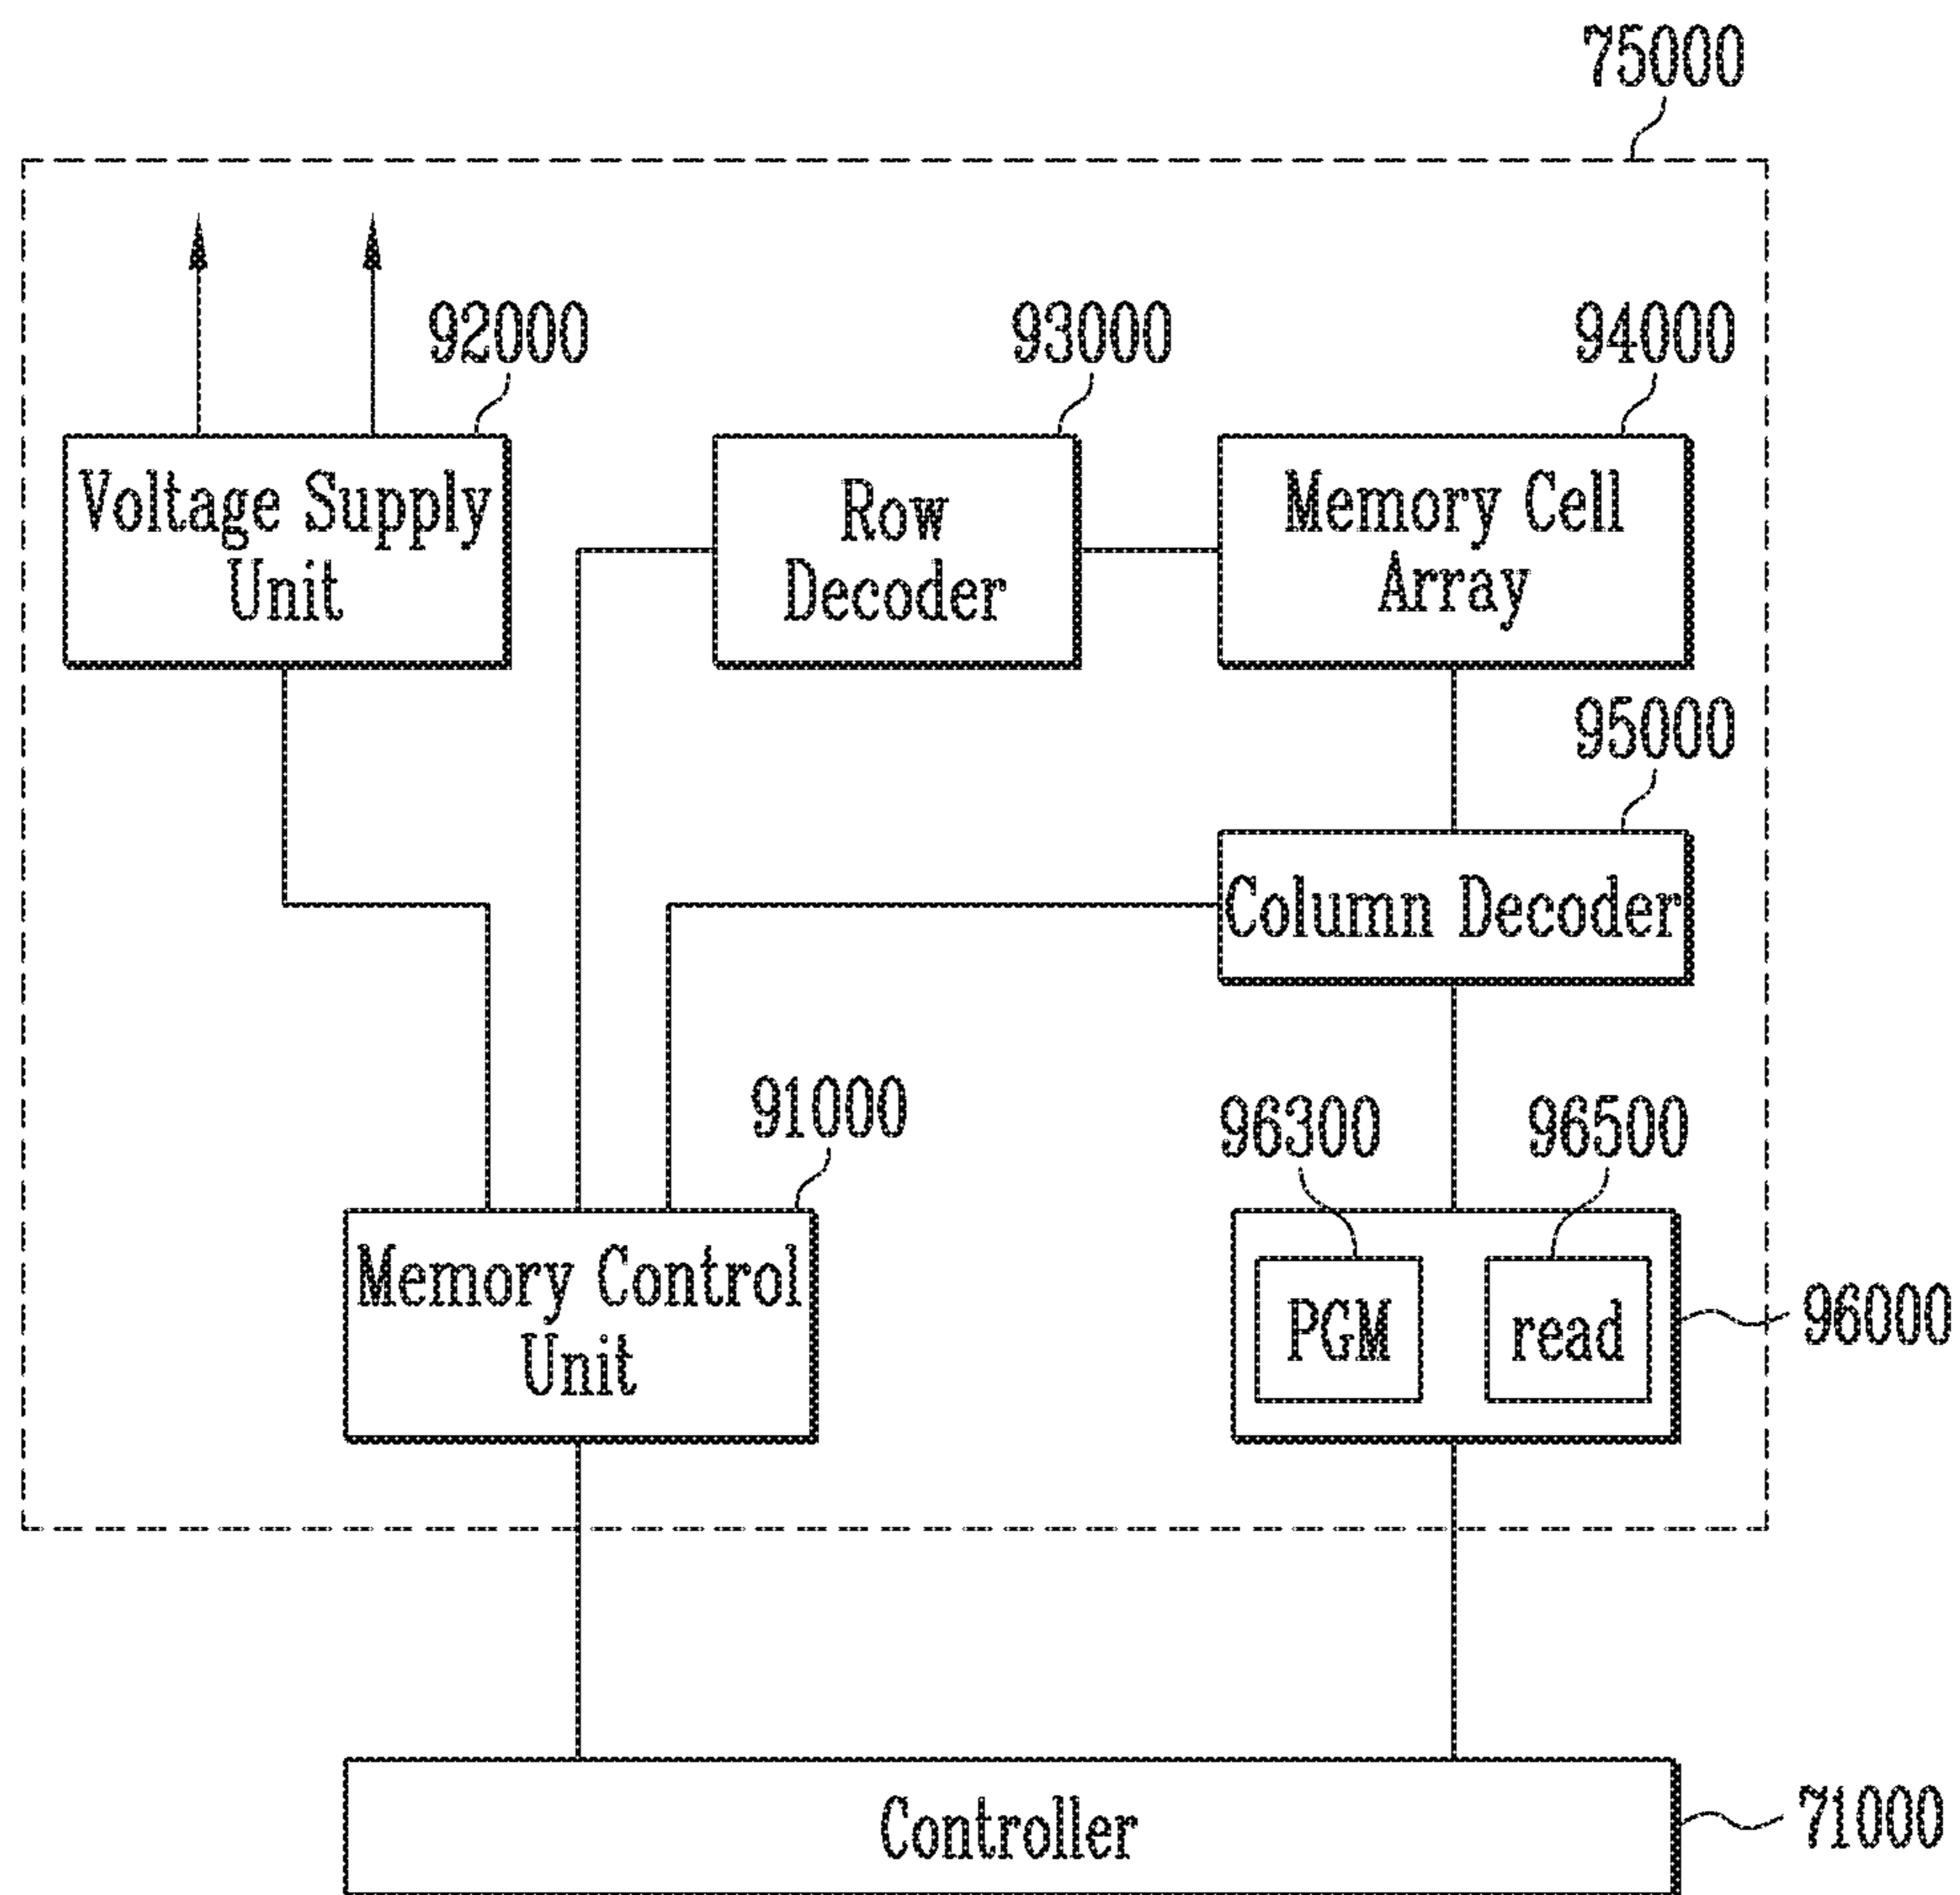 75000
92000
93000
94000
Voltage Supply
Unit
Row
Decoder
Memory Cell
Array
95000
Column Decoder
91000
96300
96500
Memory Control
Unit
PGM
read
96000
Controller
71000